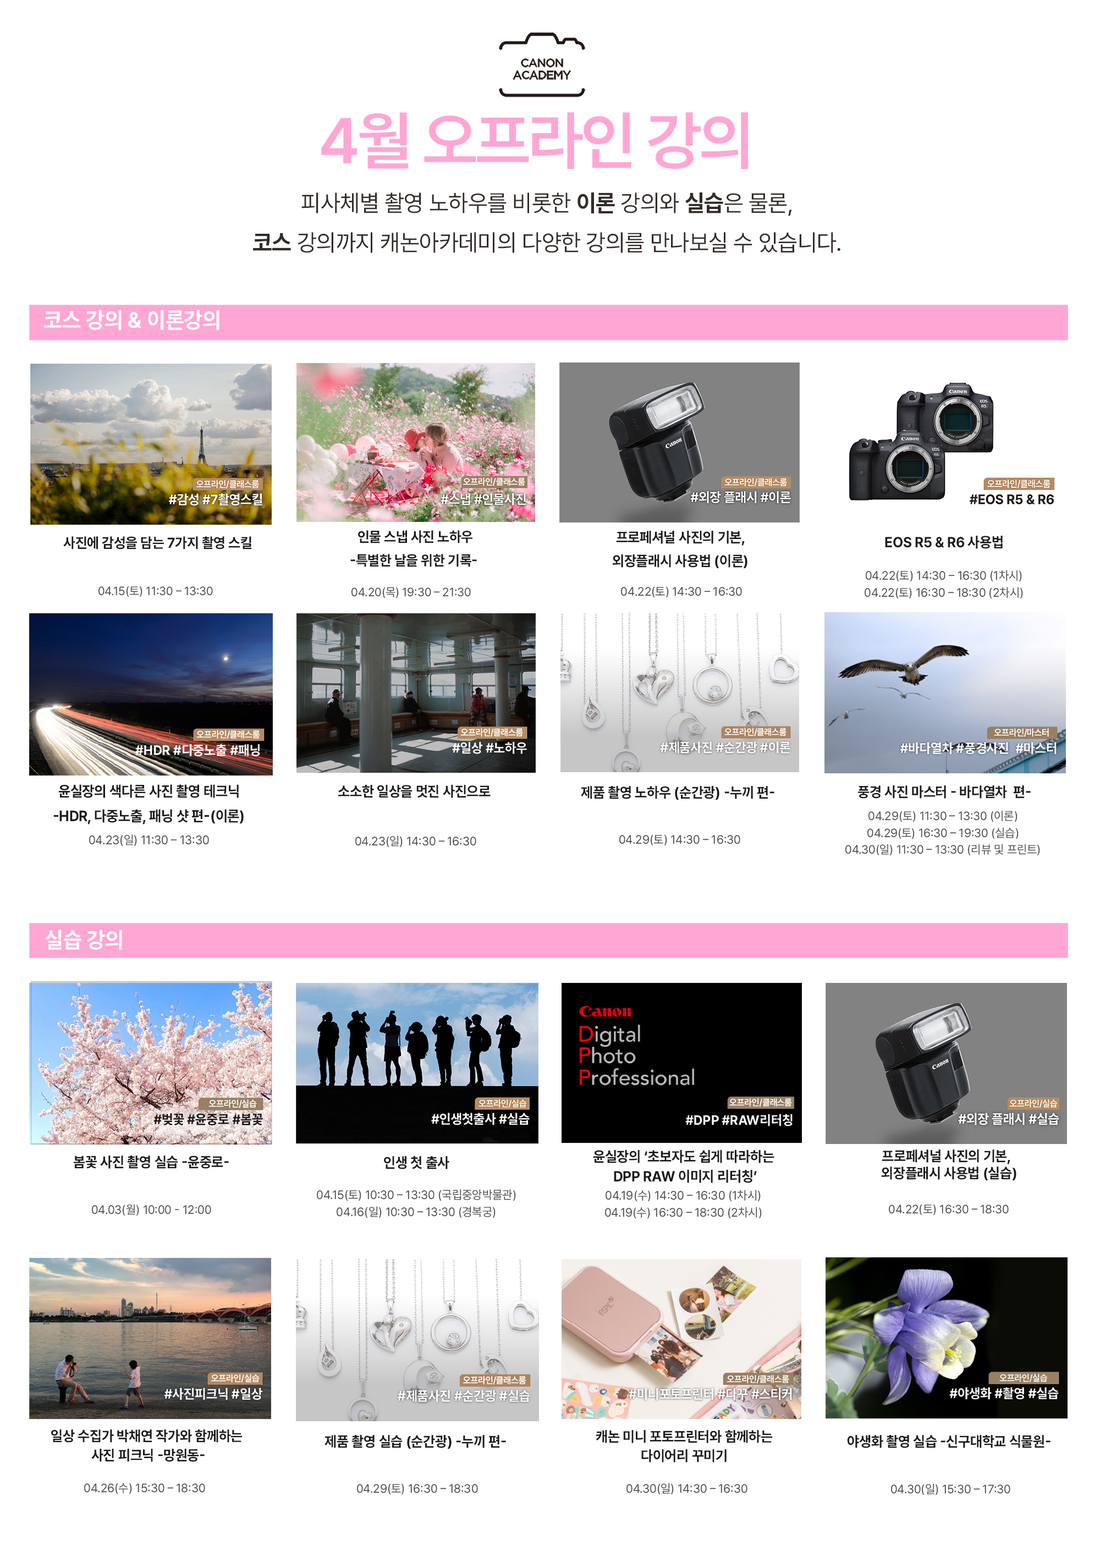 CANON
ACADEMY
4월 오프라인 강의
피사체별 촬영 노하우를 비롯한 이론 강의와 실습은 물론,
코스 강의까지 캐논아카데미의 다양한 강의를 만나보실 수 있습니다.
코스 강의 & 이론강의
오프라인/클래스룸
#감성 #7촬영스킬
사진에 감성을 담는 7가지 촬영 스킬
04.15(토) 11:30 – 13:30
오프라인/클래스룸
#스냅 #인물사진
인물 스냅 사진 노하우
-특별한 날을 위한 기록-
04.20(목) 19:30 – 21:30
Canon
오프라인/클래스룸
#외장 플래시 #이론
프로페셔널 사진의 기본,
외장플래시 사용법 (이론)
04.22(토) 14:30 – 16:30
Canon
EOS
R5
Canon
EOS
R6
오프라인/클래스룸
#EOS R5 & R6
EOS R5 & R6 사용법
04.22(토) 14:30 – 16:30 (1차시)
04.22(토) 16:30 – 18:30 (2차시)
오프라인/클래스룸
#HDR #다중노출 #패닝
윤실장의 색다른 사진 촬영 테크닉
-HDR, 다중노출, 패닝 샷 편-(이론)
04.23(일) 11:30 – 13:30
오프라인/클래스룸
#일상 #노하우
소소한 일상을 멋진 사진으로
04.23(일) 14:30 – 16:30
오프라인/클래스룸
#제품사진 #순간광 #이론
제품 촬영 노하우 (순간광) -누끼 편-
04.29(토) 14:30 – 16:30
오프라인/마스터
#바다열차 #풍경사진 #마스터
풍경 사진 마스터 - 바다열차 편-
04.29(토) 11:30 – 13:30 (이론)
04.29(토) 16:30 – 19:30 (실습)
04.30(일) 11:30 – 13:30 (리뷰 및 프린트)
실습 강의
오프라인/실습
#벚꽃 #윤중로 #봄꽃
봄꽃 사진 촬영 실습 -윤중로-
04.03(월) 10:00 - 12:00
오프라인/실습
#인생첫출사 #실습
인생 첫 출사
04.15(토) 10:30 – 13:30 (국립중앙박물관)
04.16(일) 10:30 – 13:30 (경복궁)
Canon
Digital
Photo
Professional
오프라인/클래스룸
#DPP #RAW리터칭
윤실장의 ‘초보자도 쉽게 따라하는
DPP RAW 이미지 리터칭’
04.19(수) 14:30 – 16:30 (1차시)
04.19(수) 16:30 – 18:30 (2차시)
Canon
오프라인/실습
#외장 플래시 #실습
프로페셔널 사진의 기본,
외장플래시 사용법 (실습)
04.22(토) 16:30 – 18:30
오프라인/클래스룸
#사진피크닉 #일상
일상 수집가 박채연 작가와 함께하는
사진 피크닉 -망원동-
04.26(수) 15:30 – 18:30
오프라인/클래스룸
#제품사진 #순간광 #실습
제품 촬영 실습 (순간광) -누끼 편-
04.29(토) 16:30 – 18:30
오프라인/클래스룸
#미니포토프린터 #다꾸 #스티커
캐논 미니 포토프린터와 함께하는
다이어리 꾸미기
04.30(일) 14:30 – 16:30
오프라인/실습
#야생화 #촬영 #실습
야생화 촬영 실습 -신구대학교 식물원-
04.30(일) 15:30 – 17:30